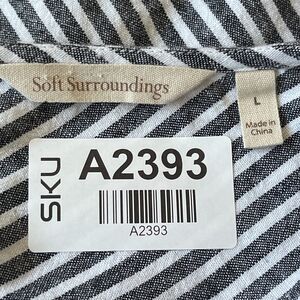 Soft Surroundings
L
Made in
China
SKU
A2393
A2393